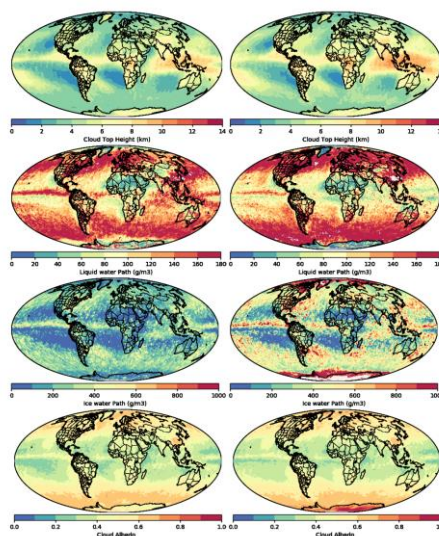 0 2 4 6 8 10 12 14 0 2 4 6 8 10 12 14
Cloud Top Height (km) Cloud Top Height (km)
0 20 40 60 80 100 120 140 160 180 0 20 40 60 80 100 120 140 160 180
Liquid water Path (g/m3) Liquid water Path (g/m3)
0 200 400 600 800 1000 0 200 400 600 800 1000
Ice water Path (g/m3) Ice water Path (g/m3)
0.0 0.2 0.4 0.6 0.8 1.0 0.0 0.2 0.4 0.6 0.8 1.0
Cloud Albedo Cloud Albedo